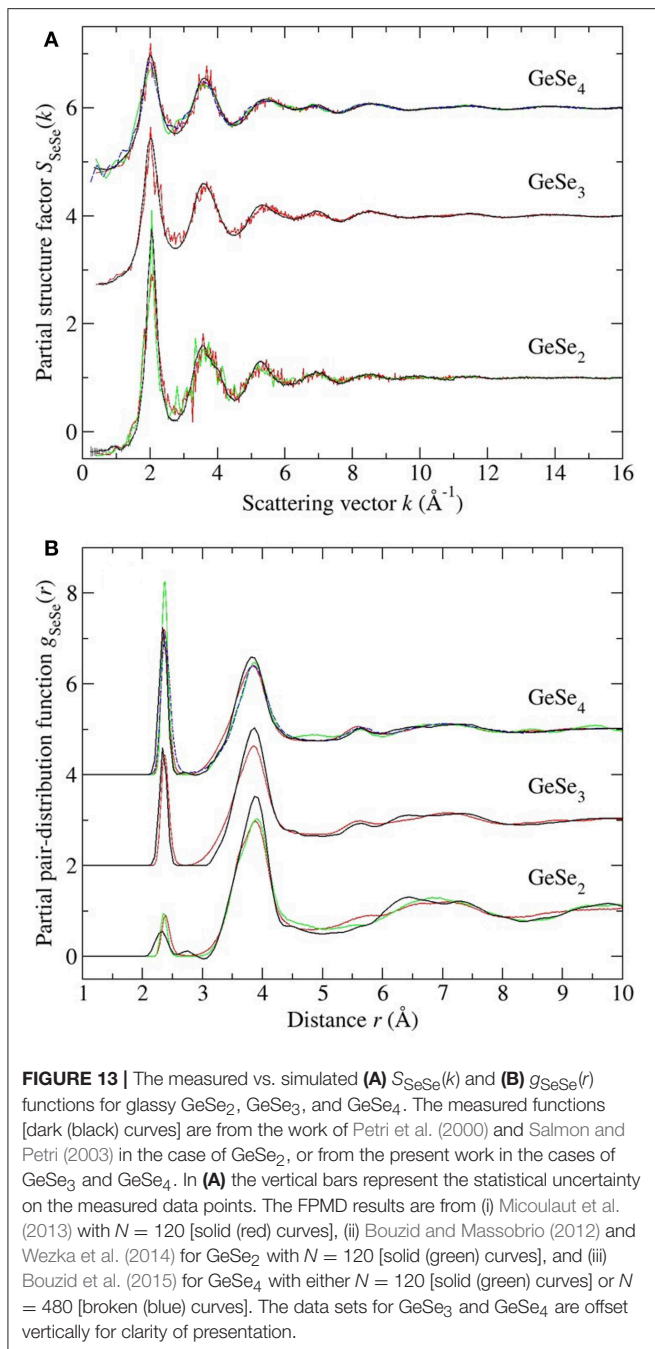 A
GeSe4
GeSe3
GeSe2
6
4
2
0
Partial structure factor SSeSe(k)
0 2 4 6 8 10 12 14 16
Scattering vector k (Å-1)
B
GeSe4
GeSe3
GeSe2
8
6
4
2
0
Partial pair-distribution function gSeSe(r)
1 2 3 4 5 6 7 8 9 10
Distance r (Å)
FIGURE 13 | The measured vs. simulated (A) SSeSe(k) and (B) gSeSe(r)
functions for glassy GeSe2, GeSe3, and GeSe4. The measured functions
[dark (black) curves] are from the work of Petri et al. (2000) and Salmon and
Petri (2003) in the case of GeSe2, or from the present work in the cases of
GeSe3 and GeSe4. In (A) the vertical bars represent the statistical uncertainty
on the measured data points. The FPMD results are from (i) Micoulaut et al.
(2013) with N = 120 [solid (red) curves], (ii) Bouzid and Massobrio (2012) and
Wezka et al. (2014) for GeSe2 with N = 120 [solid (green) curves], and (iii)
Bouzid et al. (2015) for GeSe4 with either N = 120 [solid (green) curves] or N
= 480 [broken (blue) curves]. The data sets for GeSe3 and GeSe4 are offset
vertically for clarity of presentation.